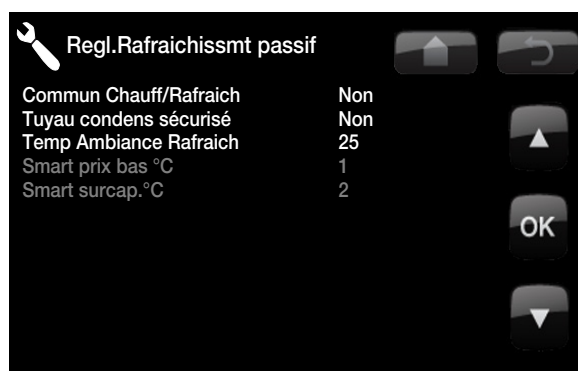 Regl.Rafraichissmt passif
Commun Chauff/Rafraich Non
Tuyau condens sécurisé Non
Temp Ambiance Rafraich 25
Smart prix bas °C 1
Smart surcap.°C 2
OK